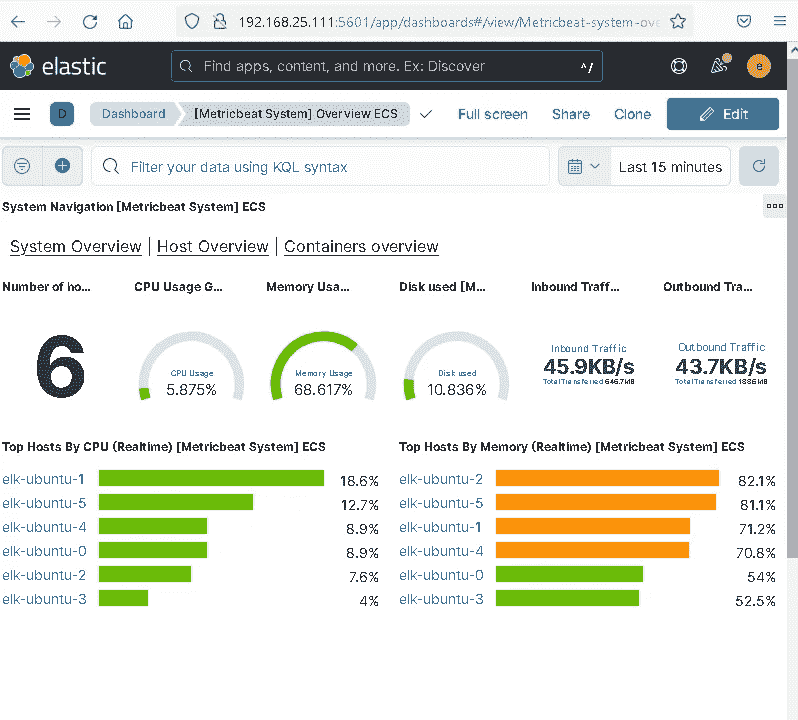 192.168.25.111:5601/app/dashboards#/view/Metricbeat-system-ove
elastic
Find apps, content, and more. Ex: Discover
^/
e
D
Dashboard
[Metricbeat System] Overview ECS
Full screen
Share
Clone
Edit
Filter your data using KQL syntax
Last 15 minutes
System Navigation [Metricbeat System] ECS
System Overview | Host Overview | Containers overview
Number of ho...
CPU Usage G...
Memory Usa...
Disk used [M...
Inbound Traff...
Outbound Tra...
6
CPU Usage
5.875%
Memory Usage
68.617%
Disk used
10.836%
Inbound Traffic
45.9KB/s
Total Transferred 646.7MB
Outbound Traffic
43.7KB/s
Total Transferred 188.6MB
Top Hosts By CPU (Realtime) [Metricbeat System] ECS
elk-ubuntu-1 18.6%
elk-ubuntu-5 12.7%
elk-ubuntu-4 8.9%
elk-ubuntu-0 8.9%
elk-ubuntu-2 7.6%
elk-ubuntu-3 4%
Top Hosts By Memory (Realtime) [Metricbeat System] ECS
elk-ubuntu-2 82.1%
elk-ubuntu-5 81.1%
elk-ubuntu-1 71.2%
elk-ubuntu-4 70.8%
elk-ubuntu-0 54%
elk-ubuntu-3 52.5%